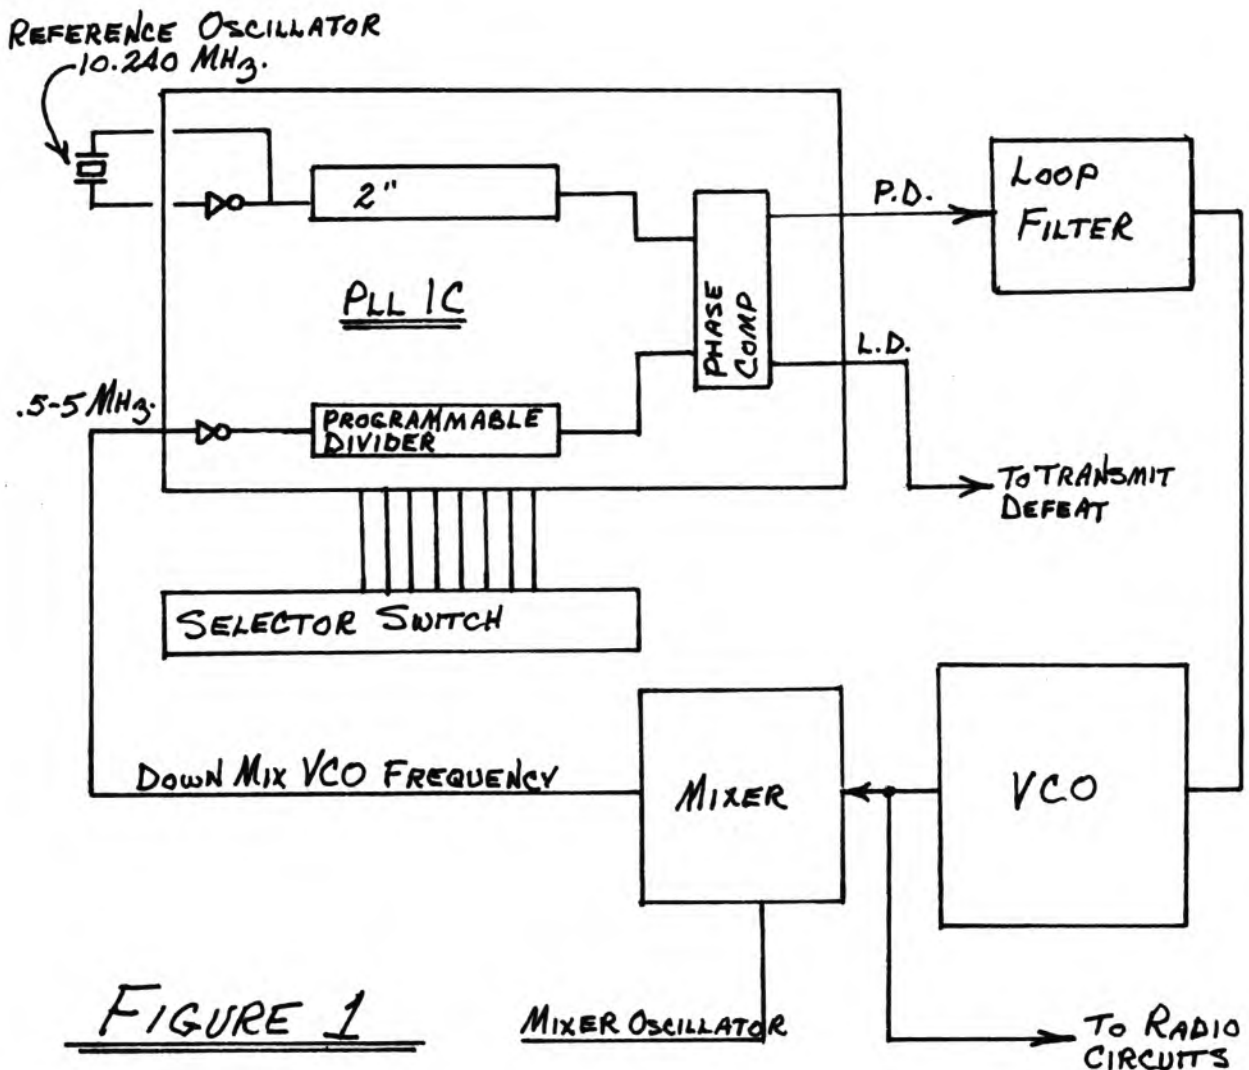 REFERENCE OSCILLATOR
10.240 MHz.
2"
PLL IC
PHASE
COMP
P.D.
LOOP
FILTER
L.D.
.5-5 MHz.
PROGRAMMABLE
DIVIDER
TO TRANSMIT
DEFEAT
SELECTOR SWITCH
DOWN MIX VCO FREQUENCY
MIXER
VCO
FIGURE 1
MIXER OSCILLATOR
TO RADIO
CIRCUITS